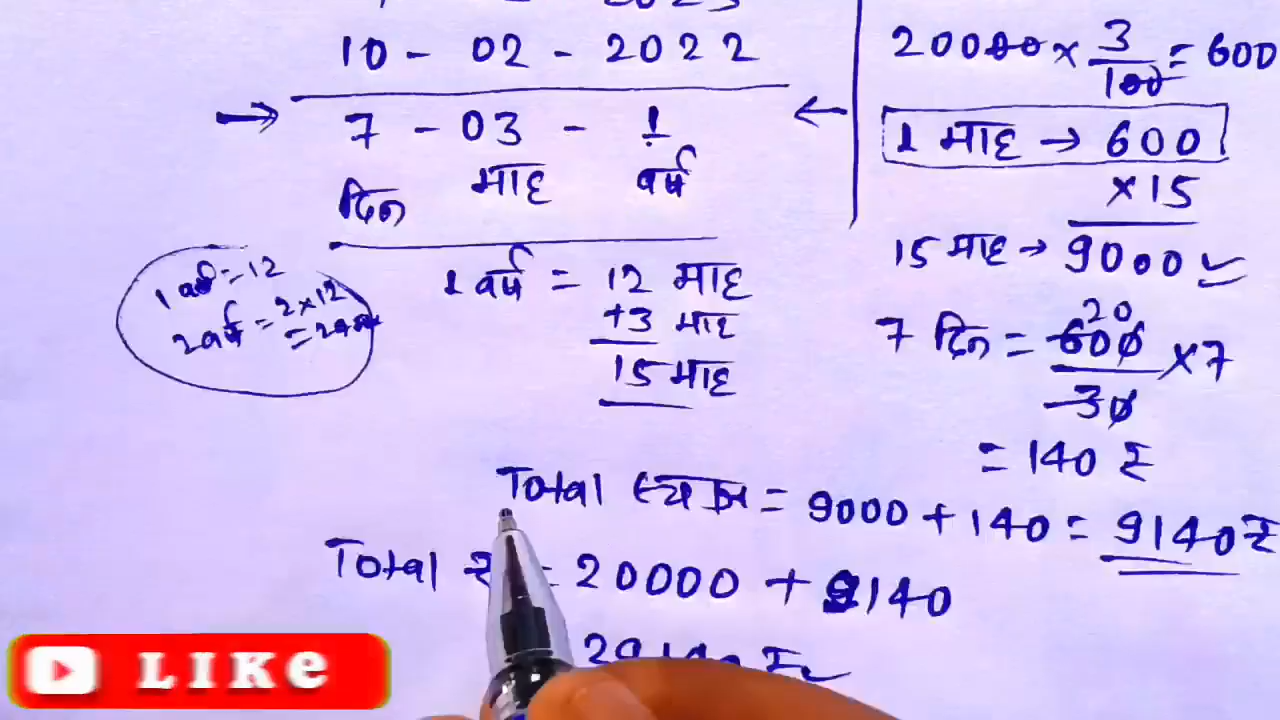 10 - 02 - 2022
→ 7 - 03 - 1 ←
दिन माह वर्ष
1 वर्ष = 12 माह
+3 माह
15 माह
1 वर्ष = 12
2 वर्ष = 2 × 12
20000 × 3/100 = 600
1 माह → 600
×15
15 माह → 9000 ✓
7 दिन = 600/30 × 7
20
= 140 ₹
Total ब्याज = 9000 + 140 = 9140 ₹
Total = 20000 + 9140
LIKE